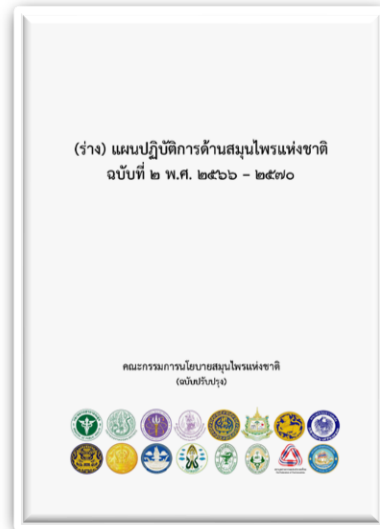 (ร่าง) แผนปฏิบัติการด้านสมุนไพรแห่งชาติ
ฉบับที่ ๒ พ.ศ. ๒๕๖๖ – ๒๕๗๐
คณะกรรมการนโยบายสมุนไพรแห่งชาติ
(ฉบับปรับปรุง)